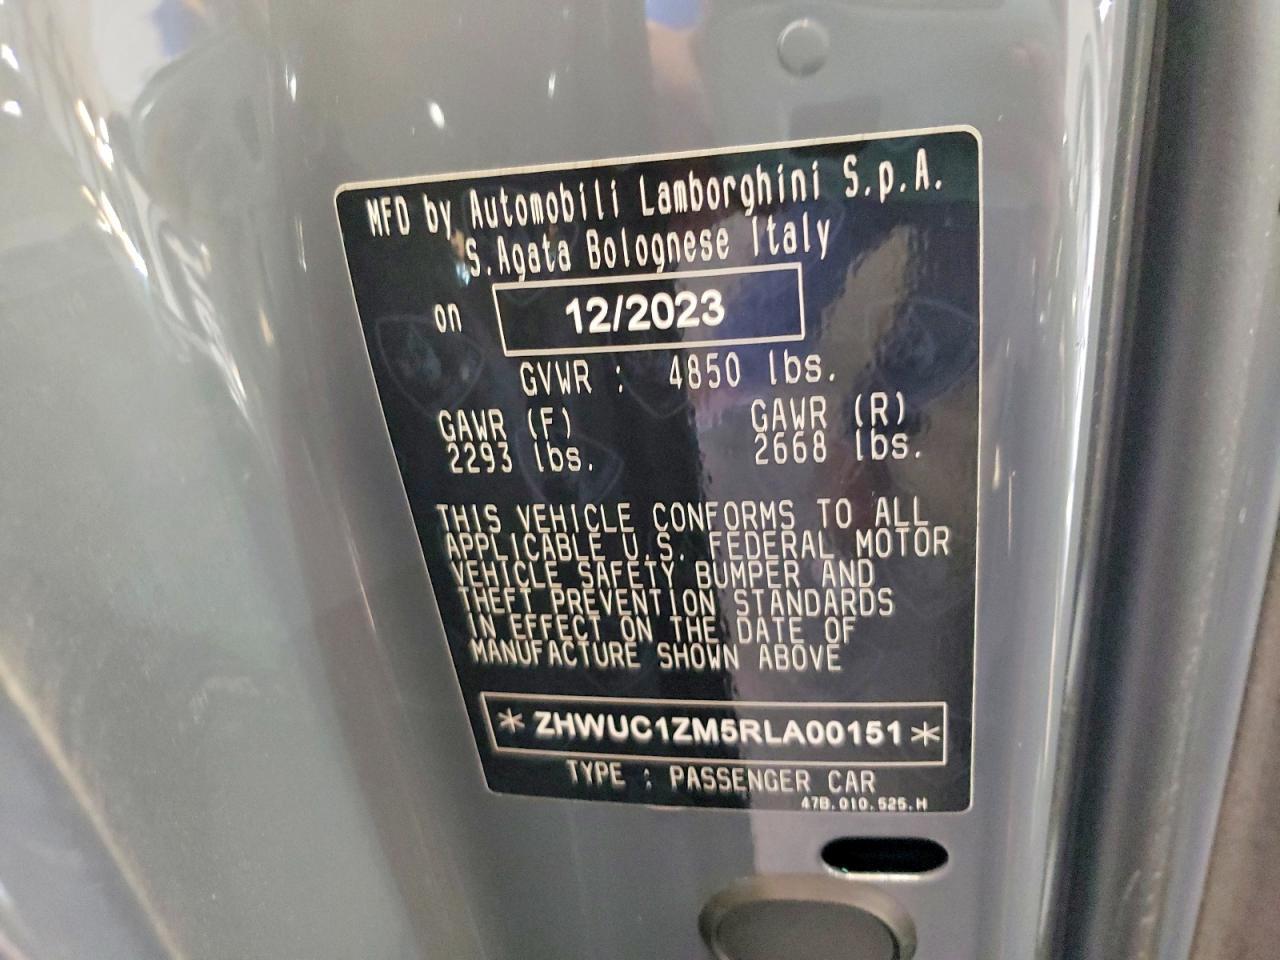 MFD by Automobili Lamborghini S.p.A.
S.Agata Bolognese Italy
on 12/2023
GVWR : 4850 lbs.
GAWR (F) GAWR (R)
2293 lbs. 2668 lbs.
THIS VEHICLE CONFORMS TO ALL
APPLICABLE U.S. FEDERAL MOTOR
VEHICLE SAFETY BUMPER AND
THEFT PREVENTION STANDARDS
IN EFFECT ON THE DATE OF
MANUFACTURE SHOWN ABOVE
* ZHWUC1ZM5RLA00151 *
TYPE : PASSENGER CAR
47B.010.525.H